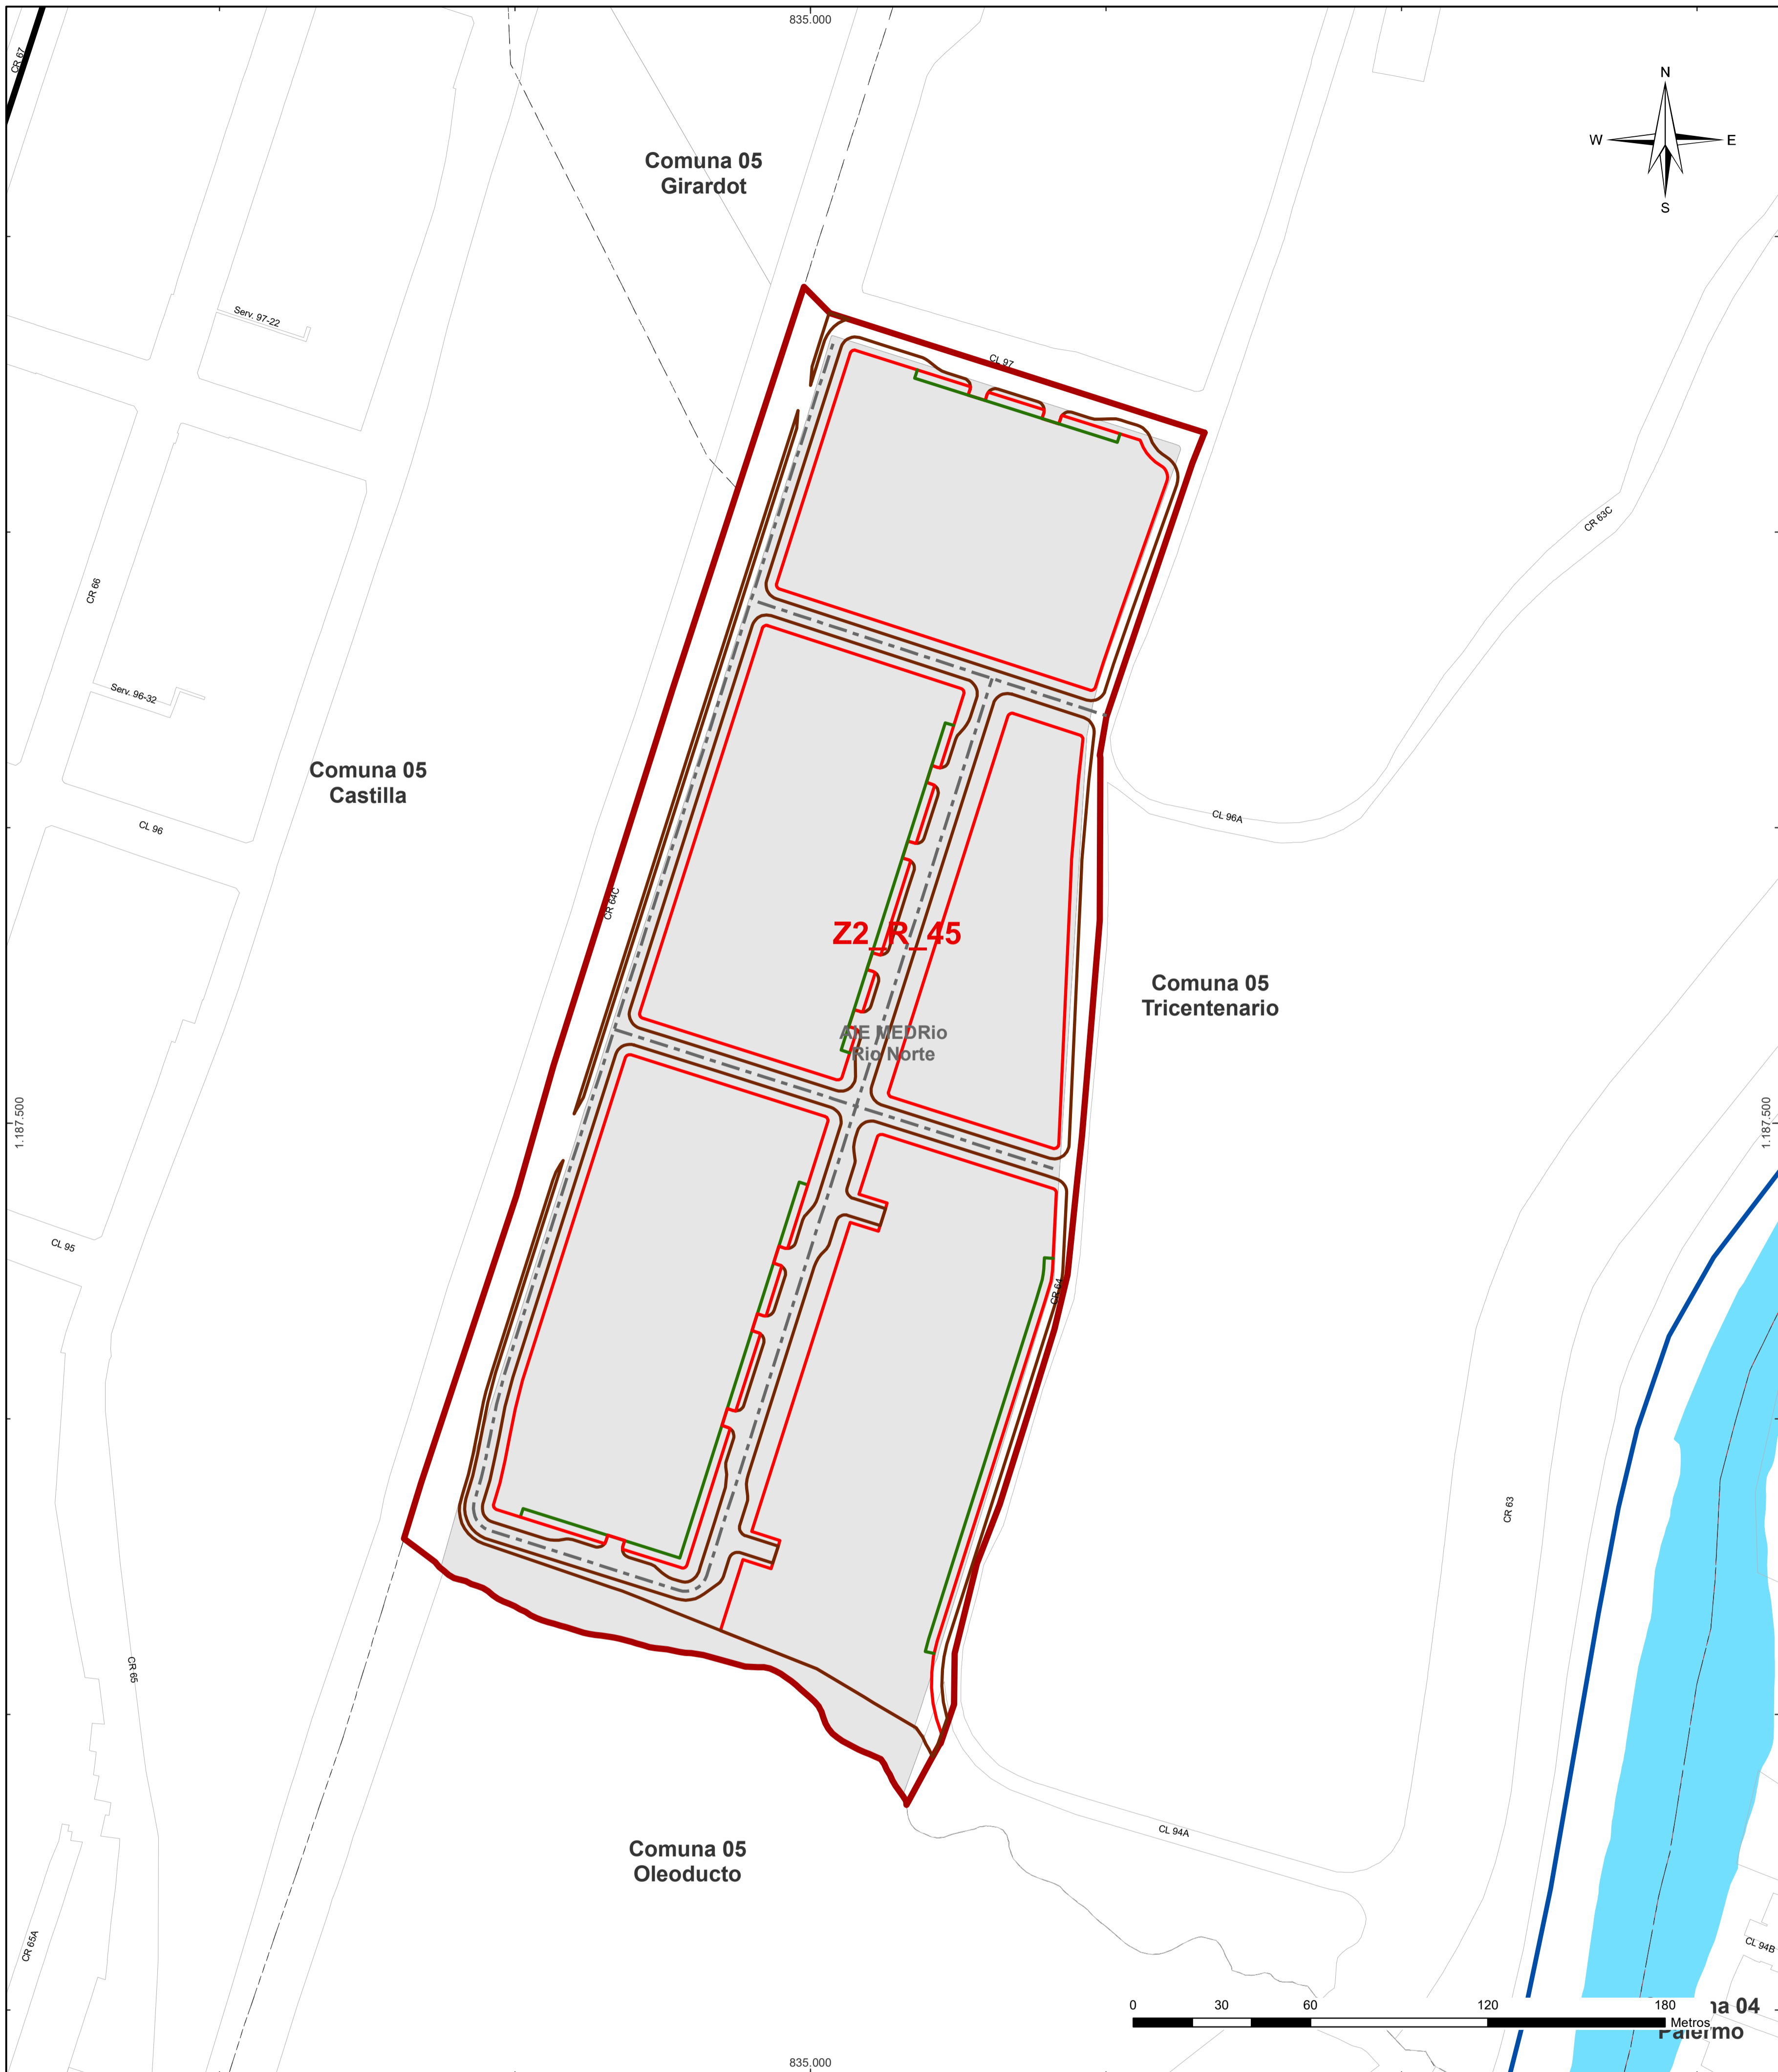 835.000
CR 67
N
W
E
S
Comuna 05
Girardot
Serv. 97-22
CL 97
CR 63C
CR 66
Serv. 96-32
Comuna 05
Castilla
CL 96
CL 96A
CR 64C
Z2_R_45
Comuna 05
Tricentenario
AIE MEDRio
Rio Norte
1.187.500
1.187.500
CL 95
CR 64
CR 63
CR 65
CL 94A
Comuna 05
Oleoducto
CR 65A
CL 94B
0 30 60 120 180
Metros
na 04
Palermo
835.000